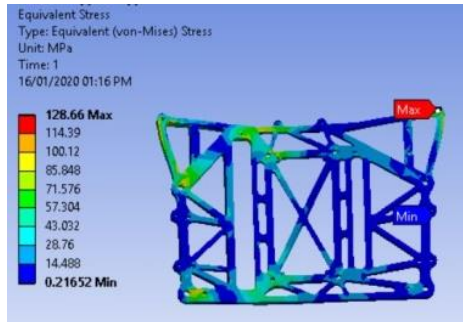 Equivalent Stress
Type: Equivalent (von-Mises) Stress
Unit: MPa
Time: 1
16/01/2020 01:16 PM
128.66 Max
114.39
100.12
85.848
71.576
57.304
43.032
28.76
14.488
0.21652 Min
Max
Min